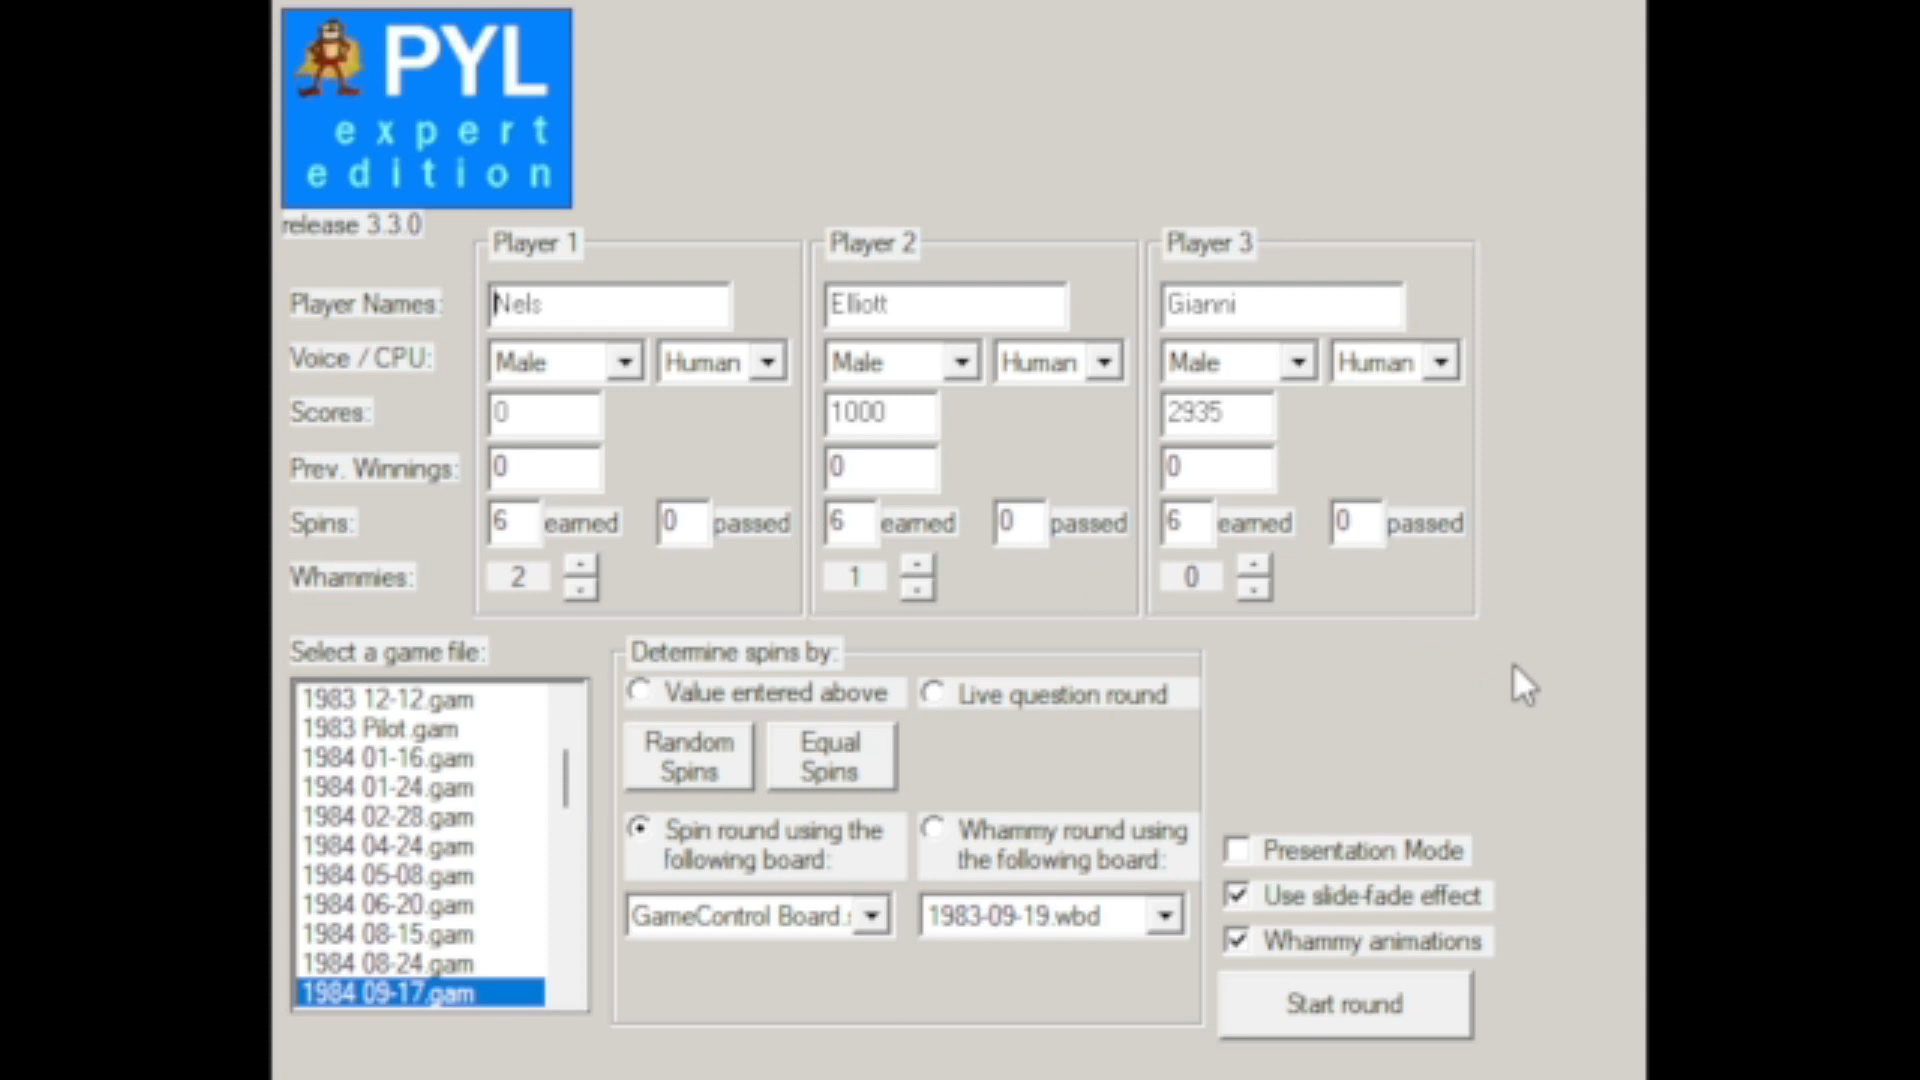 PYL
expert
edition
release 3.3.0
Player 1 Player 2 Player 3
Player Names: Nels Elliott Gianni
Voice / CPU: Male Human Male Human Male Human
Scores: 0 1000 2935
Prev. Winnings: 0 0 0
Spins: 6 earned 0 passed 6 earned 0 passed 6 earned 0 passed
Whammies: 2 1 0
Select a game file:
1983 12-12.gam
1983 Pilot.gam
1984 01-16.gam
1984 01-24.gam
1984 02-28.gam
1984 04-24.gam
1984 05-08.gam
1984 06-20.gam
1984 08-15.gam
1984 08-24.gam
1984 09-17.gam
Determine spins by:
Value entered above Live question round
Random
Spins
Equal
Spins
Spin round using the
following board:
Whammy round using
the following board:
GameControl Board. 1983-09-19.wbd
Presentation Mode
Use slide-fade effect
Whammy animations
Start round